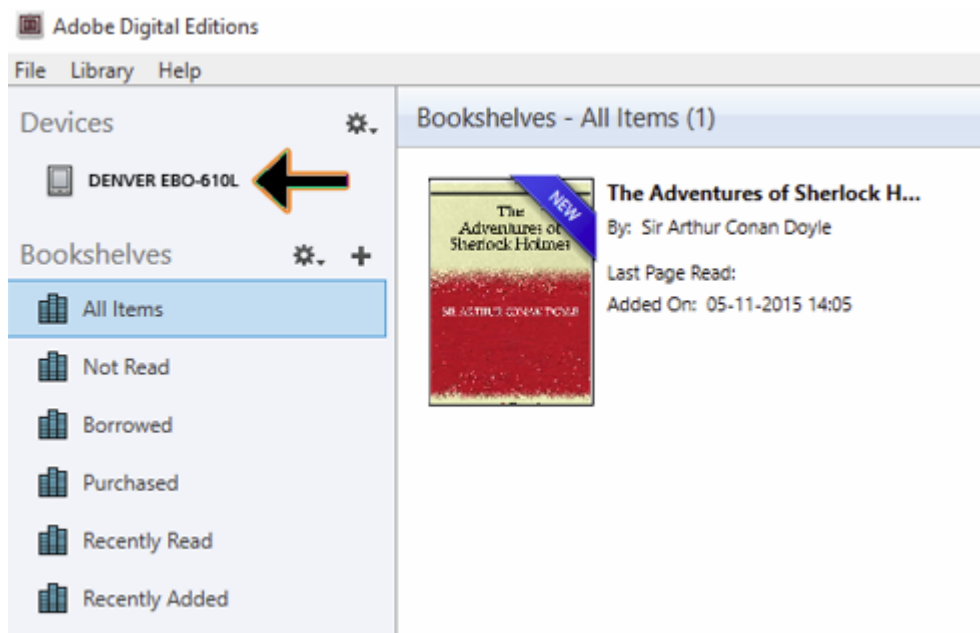 Adobe Digital Editions
File Library Help
Devices
DENVER EBO-610L
Bookshelves
All Items
Not Read
Borrowed
Purchased
Recently Read
Recently Added
Bookshelves - All Items (1)
NEW
The
Adventures of
Sherlock Holmes
SIR ARTHUR CONAN DOYLE
The Adventures of Sherlock H...
By: Sir Arthur Conan Doyle
Last Page Read:
Added On: 05-11-2015 14:05